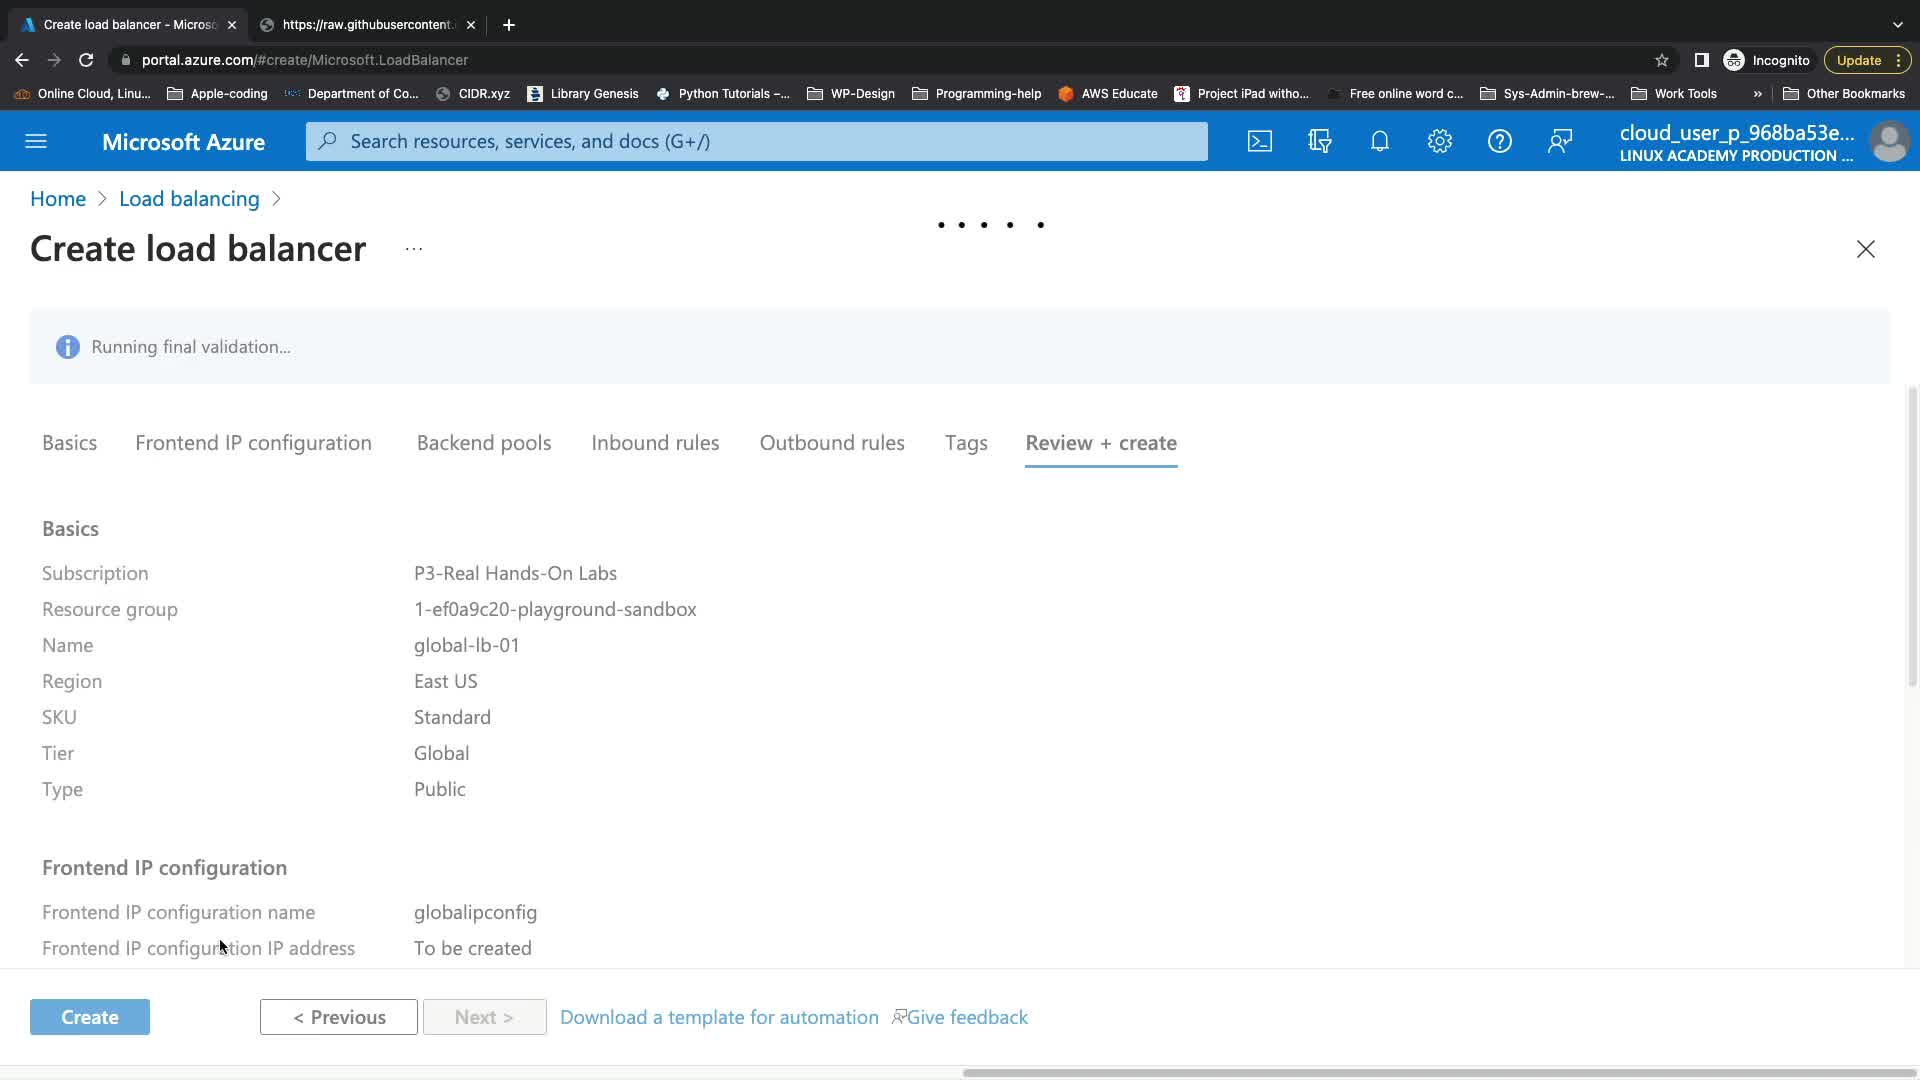 Create load balancer - Microso
https://raw.githubusercontent.
portal.azure.com/#create/Microsoft.LoadBalancer
Incognito
Update
Online Cloud, Linu...
Apple-coding
Department of Co...
CIDR.xyz
Library Genesis
Python Tutorials –...
WP-Design
Programming-help
AWS Educate
Project iPad witho...
Free online word c...
Sys-Admin-brew-...
Work Tools
»
Other Bookmarks
Microsoft Azure
Search resources, services, and docs (G+/)
cloud_user_p_968ba53e...
LINUX ACADEMY PRODUCTION ...
Home > Load balancing >
Create load balancer ...
Running final validation...
Basics
Frontend IP configuration
Backend pools
Inbound rules
Outbound rules
Tags
Review + create
Basics
Subscription P3-Real Hands-On Labs
Resource group 1-ef0a9c20-playground-sandbox
Name global-lb-01
Region East US
SKU Standard
Tier Global
Type Public
Frontend IP configuration
Frontend IP configuration name globalipconfig
Frontend IP configuration IP address To be created
Create
< Previous
Next >
Download a template for automation
Give feedback